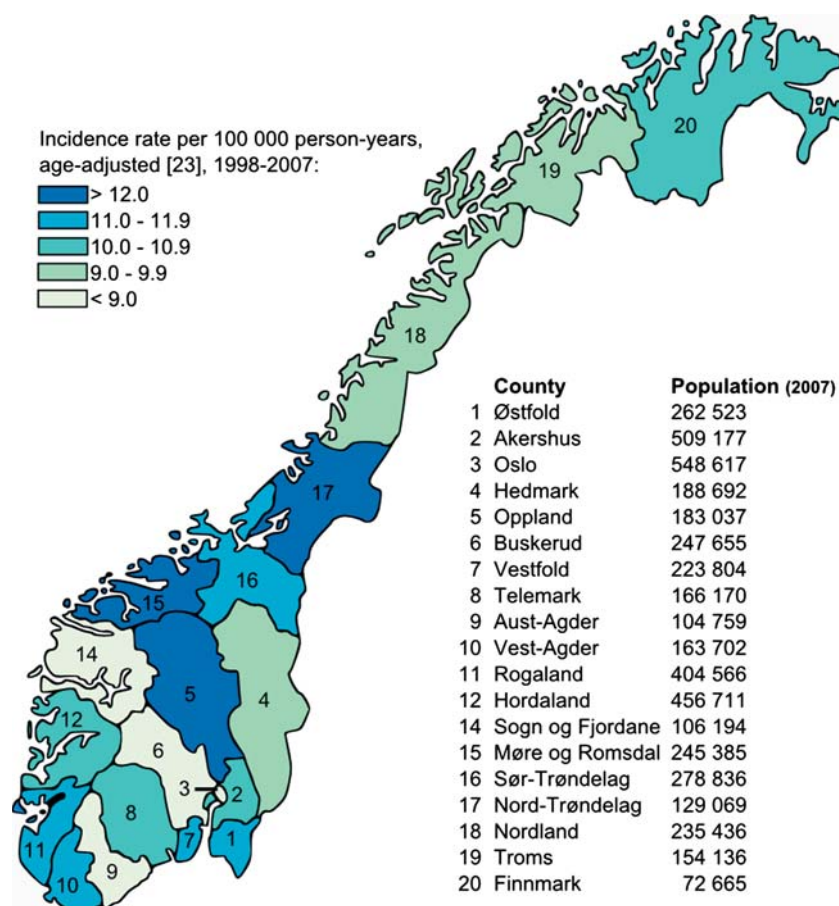 Incidence rate per 100 000 person-years,
age-adjusted [23], 1998-2007:
> 12.0
11.0 - 11.9
10.0 - 10.9
9.0 - 9.9
< 9.0
20
19
18
17
16
15
14
5
4
12
6
3
2
8
7
1
11
10
9
County Population (2007)
1 Østfold 262 523
2 Akershus 509 177
3 Oslo 548 617
4 Hedmark 188 692
5 Oppland 183 037
6 Buskerud 247 655
7 Vestfold 223 804
8 Telemark 166 170
9 Aust-Agder 104 759
10 Vest-Agder 163 702
11 Rogaland 404 566
12 Hordaland 456 711
14 Sogn og Fjordane 106 194
15 Møre og Romsdal 245 385
16 Sør-Trøndelag 278 836
17 Nord-Trøndelag 129 069
18 Nordland 235 436
19 Troms 154 136
20 Finnmark 72 665